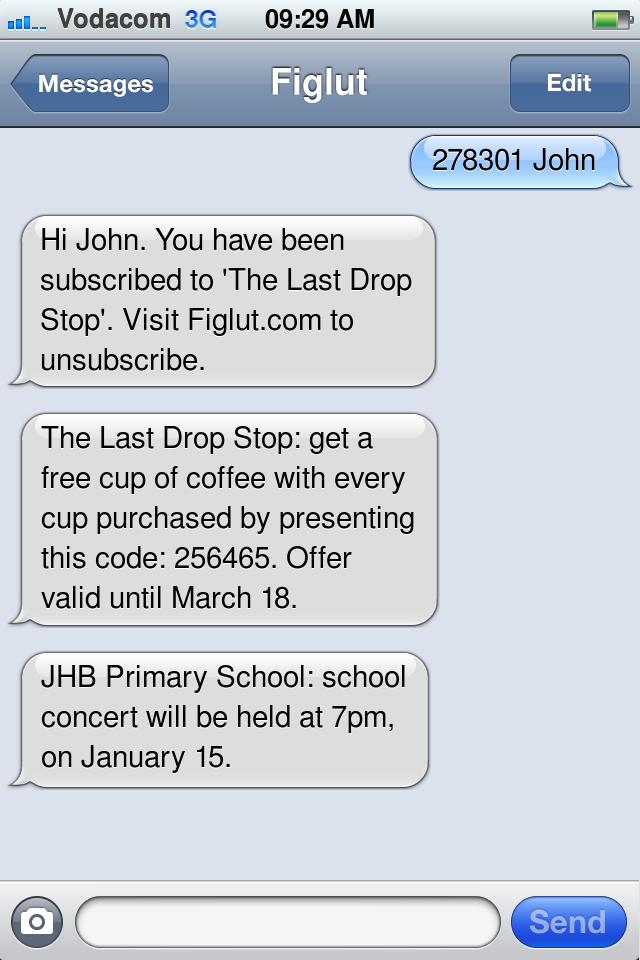 Vodacom 3G 09:29 AM
Messages Figlut Edit
278301 John
Hi John. You have been
subscribed to 'The Last Drop
Stop'. Visit Figlut.com to
unsubscribe.
The Last Drop Stop: get a
free cup of coffee with every
cup purchased by presenting
this code: 256465. Offer
valid until March 18.
JHB Primary School: school
concert will be held at 7pm,
on January 15.
Send